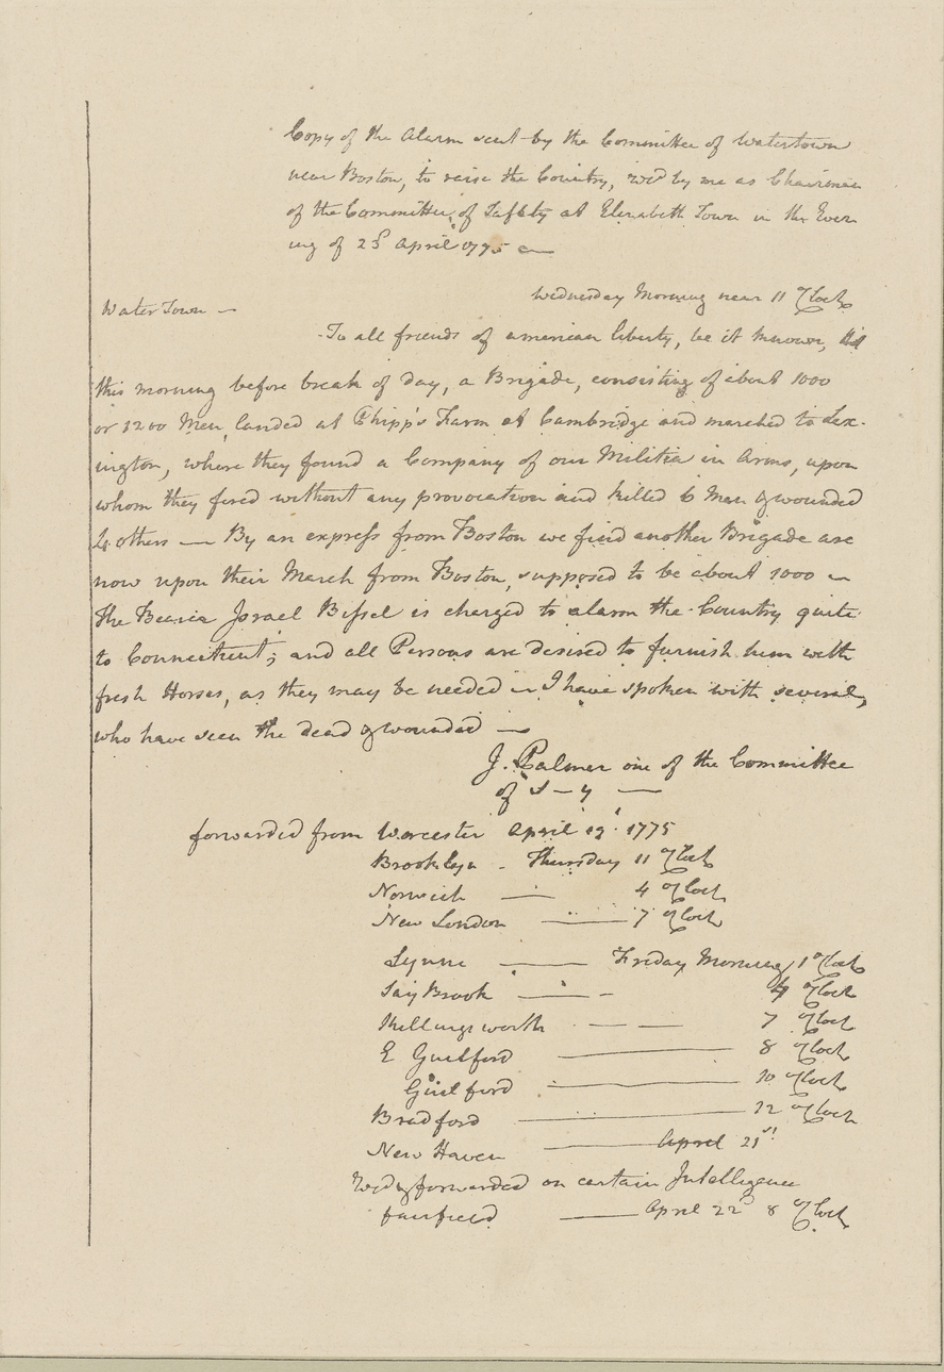 Copy of the Alarm sent by the Committee of Watertown
near Boston, to raise the Country, rec'd by me as Chairman
of the Committee, of Saf͏ety at Elizabeth Town in the Even
ing of 23d April 1775 —
Wednesday Morning near 11 o'Clock
Water Town —
To all friends of american liberty, be it known, that
this morning before break of day, a Brigade, consisting of about 1000
or 1200 Men, landed at Phipp's Farm at Cambridge and marched to Lex-
ington, where they found a Company of our Militia in Arms, upon
whom they fired without any provocation and killed 6 Men & wounded
4 others — By an express from Boston we find another Brigade are
now upon their March from Boston, supposed to be about 1000 —
the Bearer Israel Bissel is charged to alarm the Country quite
to Connecticut; and all Persons are desired to furnish him with
fresh Horses, as they may be needed — I have spoken with several,
who have seen the dead & wounded —
J. Palmer one of the Committee
of S—y —
forwarded from Worcester April 19. 1775
Brooklyn - Thursday 11 o'Clock
Norwich — 4 o'Clock
New London — 7 o'Clock
Lynne — Friday Morning 1 o'Clock
Say Brook — 4 o'Clock
Killingsworth — — 7 o'Clock
E Guilford — 8 o'Clock
Guilford — 10 o'Clock
Bradford — 12 o'Clock
New Haven — April 21st
Rec'd & forwarded on certain Intelligence
fairfield — April 22d 8 o'Clock